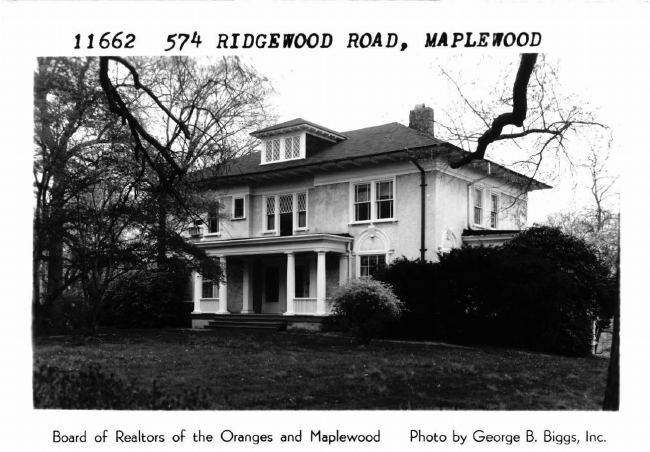 11662 574 RIDGEWOOD ROAD, MAPLEWOOD
Board of Realtors of the Oranges and Maplewood Photo by George B. Biggs, Inc.